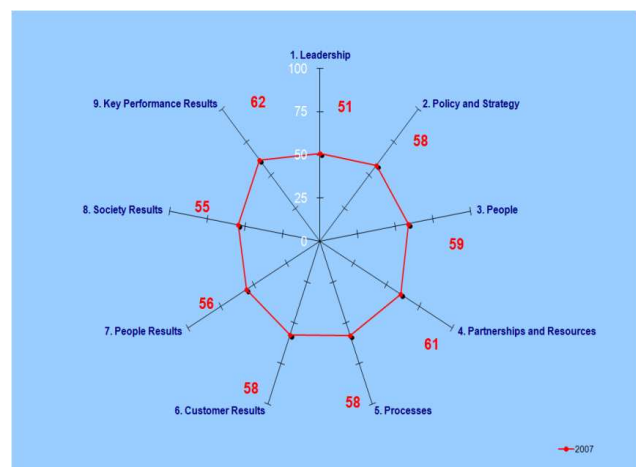 1. Leadership
100
9. Key Performance Results
62
51
2. Policy and Strategy
75
58
50
8. Society Results
55
3. People
25
59
0
56
7. People Results
4. Partnerships and Resources
61
58
58
6. Customer Results
5. Processes
2007